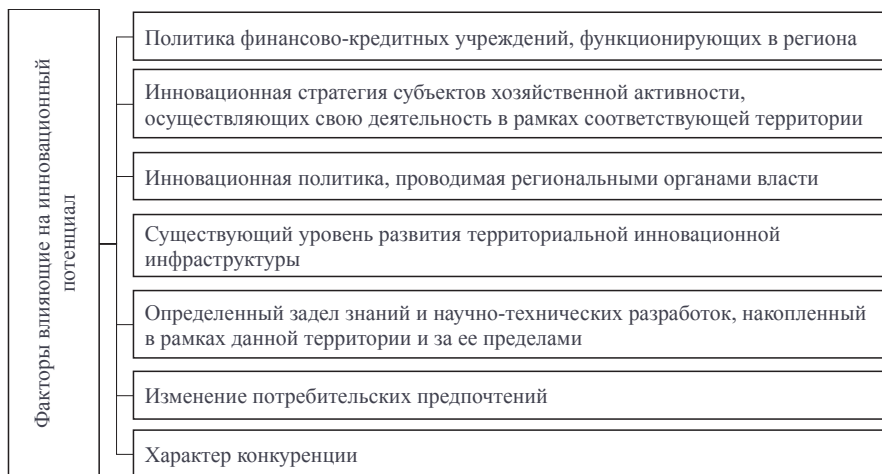 Факторы влияющие на инновационный
потенциал
Политика финансово-кредитных учреждений, функционирующих в региона
Инновационная стратегия субъектов хозяйственной активности,
осуществляющих свою деятельность в рамках соответствующей территории
Инновационная политика, проводимая региональными органами власти
Существующий уровень развития территориальной инновационной
инфраструктуры
Определенный задел знаний и научно-технических разработок, накопленный
в рамках данной территории и за ее пределами
Изменение потребительских предпочтений
Характер конкуренции